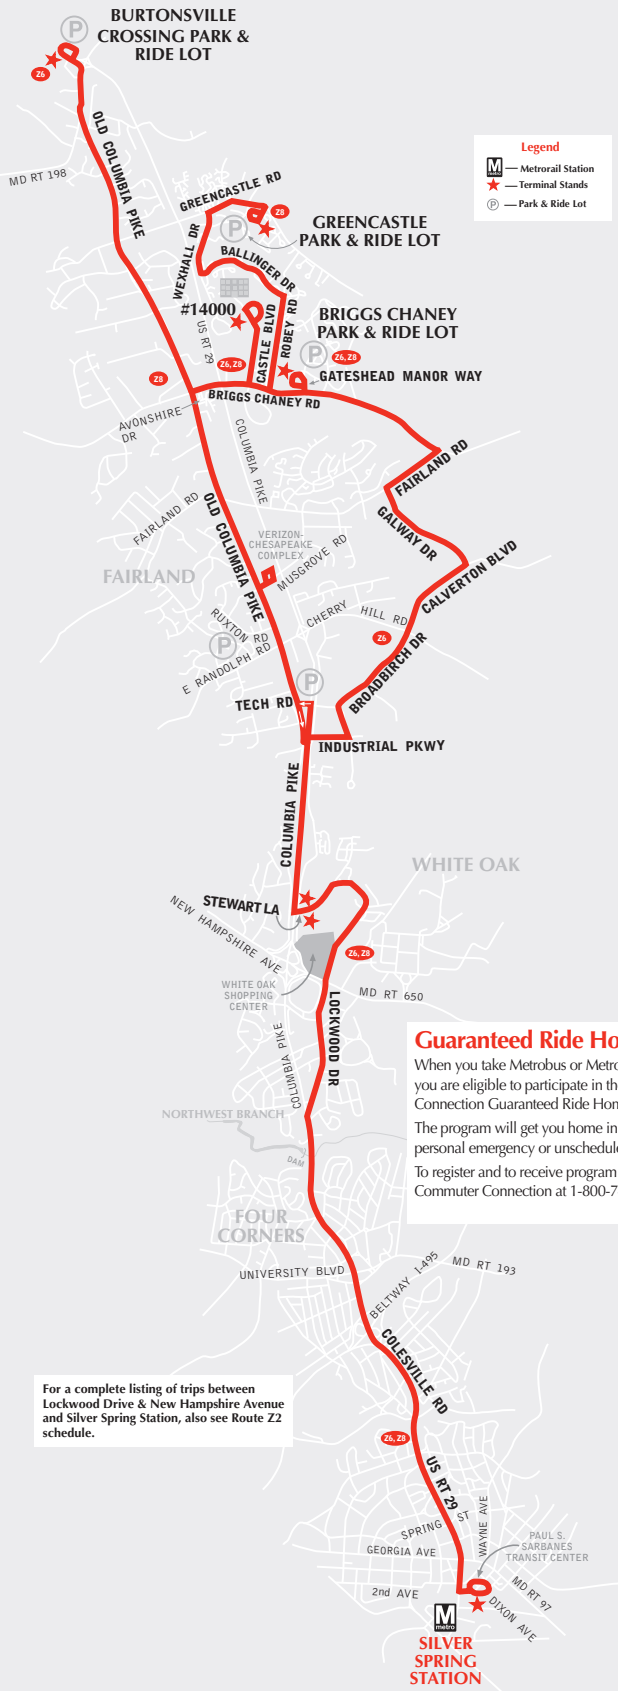 BURTONSVILLE
CROSSING PARK &
RIDE LOT
P
Z6
OLD COLUMBIA PIKE
MD RT 198
Legend
M
metro
— Metrorail Station
— Terminal Stands
P — Park & Ride Lot
GREENCASTLE RD
Z8
P
GREENCASTLE
PARK & RIDE LOT
WEXHALL DR
BALLINGER DR
#14000
US RT 29
CASTLE BLVD
ROBEY RD
BRIGGS CHANEY
PARK & RIDE LOT
P
Z6, Z8
Z6, Z8
GATESHEAD MANOR WAY
Z8
BRIGGS CHANEY RD
AVONSHIRE
DR
COLUMBIA PIKE
FAIRLAND RD
GALWAY DR
FAIRLAND RD
OLD COLUMBIA PIKE
VERIZON-
CHESAPEAKE
COMPLEX
MUSGROVE RD
CALVERTON BLVD
FAIRLAND
CHERRY HILL RD
RUXTON RD
P
E RANDOLPH RD
Z6
BROADBIRCH DR
P
TECH RD
INDUSTRIAL PKWY
COLUMBIA PIKE
WHITE OAK
STEWART LA
NEW HAMPSHIRE AVE
Z6, Z8
WHITE OAK
SHOPPING
CENTER
MD RT 650
LOCKWOOD DR
COLUMBIA PIKE
Guaranteed Ride Ho
When you take Metrobus or Metro
you are eligible to participate in the
Connection Guaranteed Ride Hom
The program will get you home in
personal emergency or unschedule
To register and to receive program
Commuter Connection at 1-800-7
NORTHWEST BRANCH
DAM
FOUR
CORNERS
UNIVERSITY BLVD
BELTWAY I-495
MD RT 193
COLESVILLE RD
For a complete listing of trips between
Lockwood Drive & New Hampshire Avenue
and Silver Spring Station, also see Route Z2
schedule.
Z6, Z8
US RT 29
SPRING ST
WAYNE AVE
GEORGIA AVE
PAUL S.
SARBANES
TRANSIT CENTER
2nd AVE
MD RT 97
DIXON AVE
M
metro
SILVER
SPRING
STATION